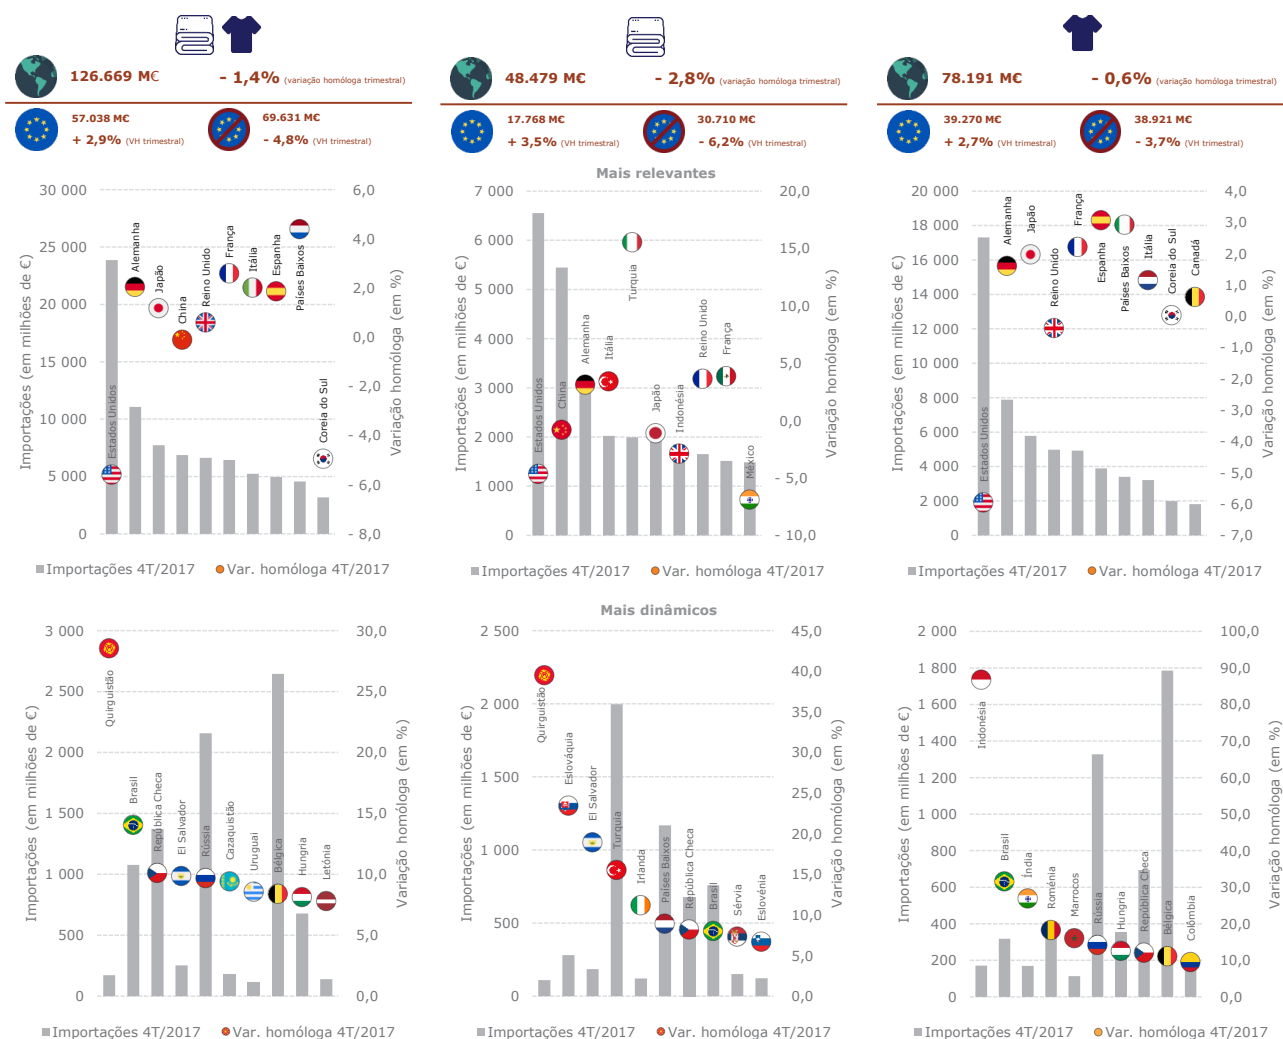 126.669 M€ - 1,4% (variação homóloga trimestral)
57.038 M€ 69.631 M€
+ 2,9% (VH trimestral) - 4,8% (VH trimestral)
48.479 M€ - 2,8% (variação homóloga trimestral)
17.768 M€ 30.710 M€
+ 3,5% (VH trimestral) - 6,2% (VH trimestral)
78.191 M€ - 0,6% (variação homóloga trimestral)
39.270 M€ 38.921 M€
+ 2,7% (VH trimestral) - 3,7% (VH trimestral)
Mais relevantes
Importações (em milhões de €)
30 000
25 000
20 000
15 000
10 000
5 000
0
Estados Unidos
Alemanha
Japão
China
Reino Unido
França
Itália
Espanha
Países Baixos
Coreia do Sul
6,0
4,0
2,0
0,0
- 2,0
- 4,0
- 6,0
- 8,0
Variação homóloga (em %)
Importações 4T/2017 Var. homóloga 4T/2017
Importações (em milhões de €)
7 000
6 000
5 000
4 000
3 000
2 000
1 000
0
Estados Unidos
China
Alemanha
Itália
Turquia
Japão
Indonésia
Reino Unido
França
México
20,0
15,0
10,0
5,0
0,0
- 5,0
- 10,0
Variação homóloga (em %)
Importações 4T/2017 Var. homóloga 4T/2017
Importações (em milhões de €)
20 000
18 000
16 000
14 000
12 000
10 000
8 000
6 000
4 000
2 000
0
Estados Unidos
Alemanha
Japão
Reino Unido
França
Espanha
Países Baixos
Itália
Coreia do Sul
Canadá
4,0
3,0
2,0
1,0
0,0
- 1,0
- 2,0
- 3,0
- 4,0
- 5,0
- 6,0
- 7,0
Variação homóloga (em %)
Importações 4T/2017 Var. homóloga 4T/2017
Mais dinâmicos
Importações (em milhões de €)
3 000
2 500
2 000
1 500
1 000
500
0
Quirguistão
Brasil
República Checa
El Salvador
Rússia
Cazaquistão
Uruguai
Bélgica
Hungria
Letónia
30,0
25,0
20,0
15,0
10,0
5,0
0,0
Variação homóloga (em %)
Importações 4T/2017 Var. homóloga 4T/2017
Importações (em milhões de €)
2 500
2 000
1 500
1 000
500
0
Quirguistão
Eslováquia
El Salvador
Turquia
Irlanda
Países Baixos
República Checa
Brasil
Sérvia
Eslovénia
45,0
40,0
35,0
30,0
25,0
20,0
15,0
10,0
5,0
0,0
Variação homóloga (em %)
Importações 4T/2017 Var. homóloga 4T/2017
Importações (em milhões de €)
2 000
1 800
1 600
1 400
1 200
1 000
800
600
400
200
0
Indonésia
Brasil
Índia
Roménia
Marrocos
Rússia
Hungria
República Checa
Bélgica
Colômbia
100,0
90,0
80,0
70,0
60,0
50,0
40,0
30,0
20,0
10,0
0,0
Variação homóloga (em %)
Importações 4T/2017 Var. homóloga 4T/2017